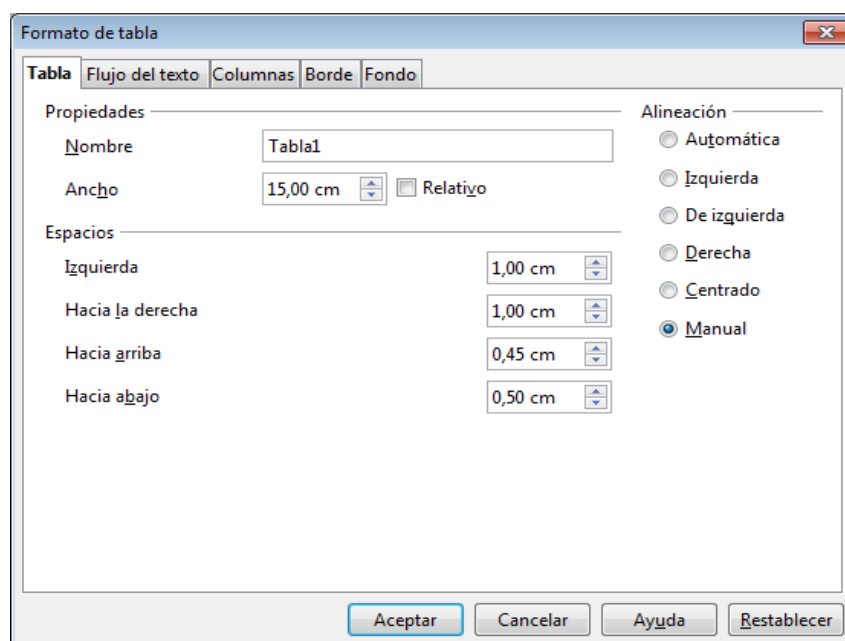 Formato de tabla
Tabla Flujo del texto Columnas Borde Fondo
Propiedades
Nombre Tabla1
Ancho 15,00 cm Relativo
Espacios
Izquierda 1,00 cm
Hacia la derecha 1,00 cm
Hacia arriba 0,45 cm
Hacia abajo 0,50 cm
Alineación
Automática
Izquierda
De izquierda
Derecha
Centrado
Manual
Aceptar Cancelar Ayuda Restablecer